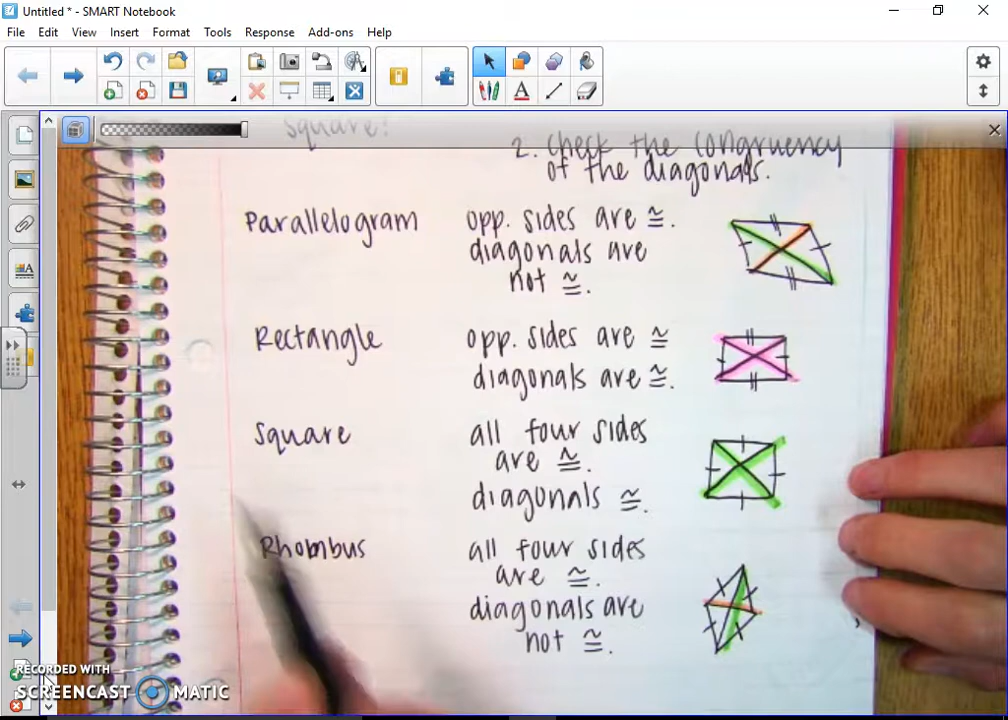 Untitled * - SMART Notebook
File Edit View Insert Format Tools Response Add-ons Help
square?
2. Check the congruency
of the diagonals.
Parallelogram opp. sides are ≅.
diagonals are
not ≅.
Rectangle opp. sides are ≅
diagonals are ≅.
Square all four sides
are ≅.
diagonnls ≅.
Rhombus all four sides
are ≅.
diagonals are
not ≅.
RECORDED WITH
SCREENCAST MATIC